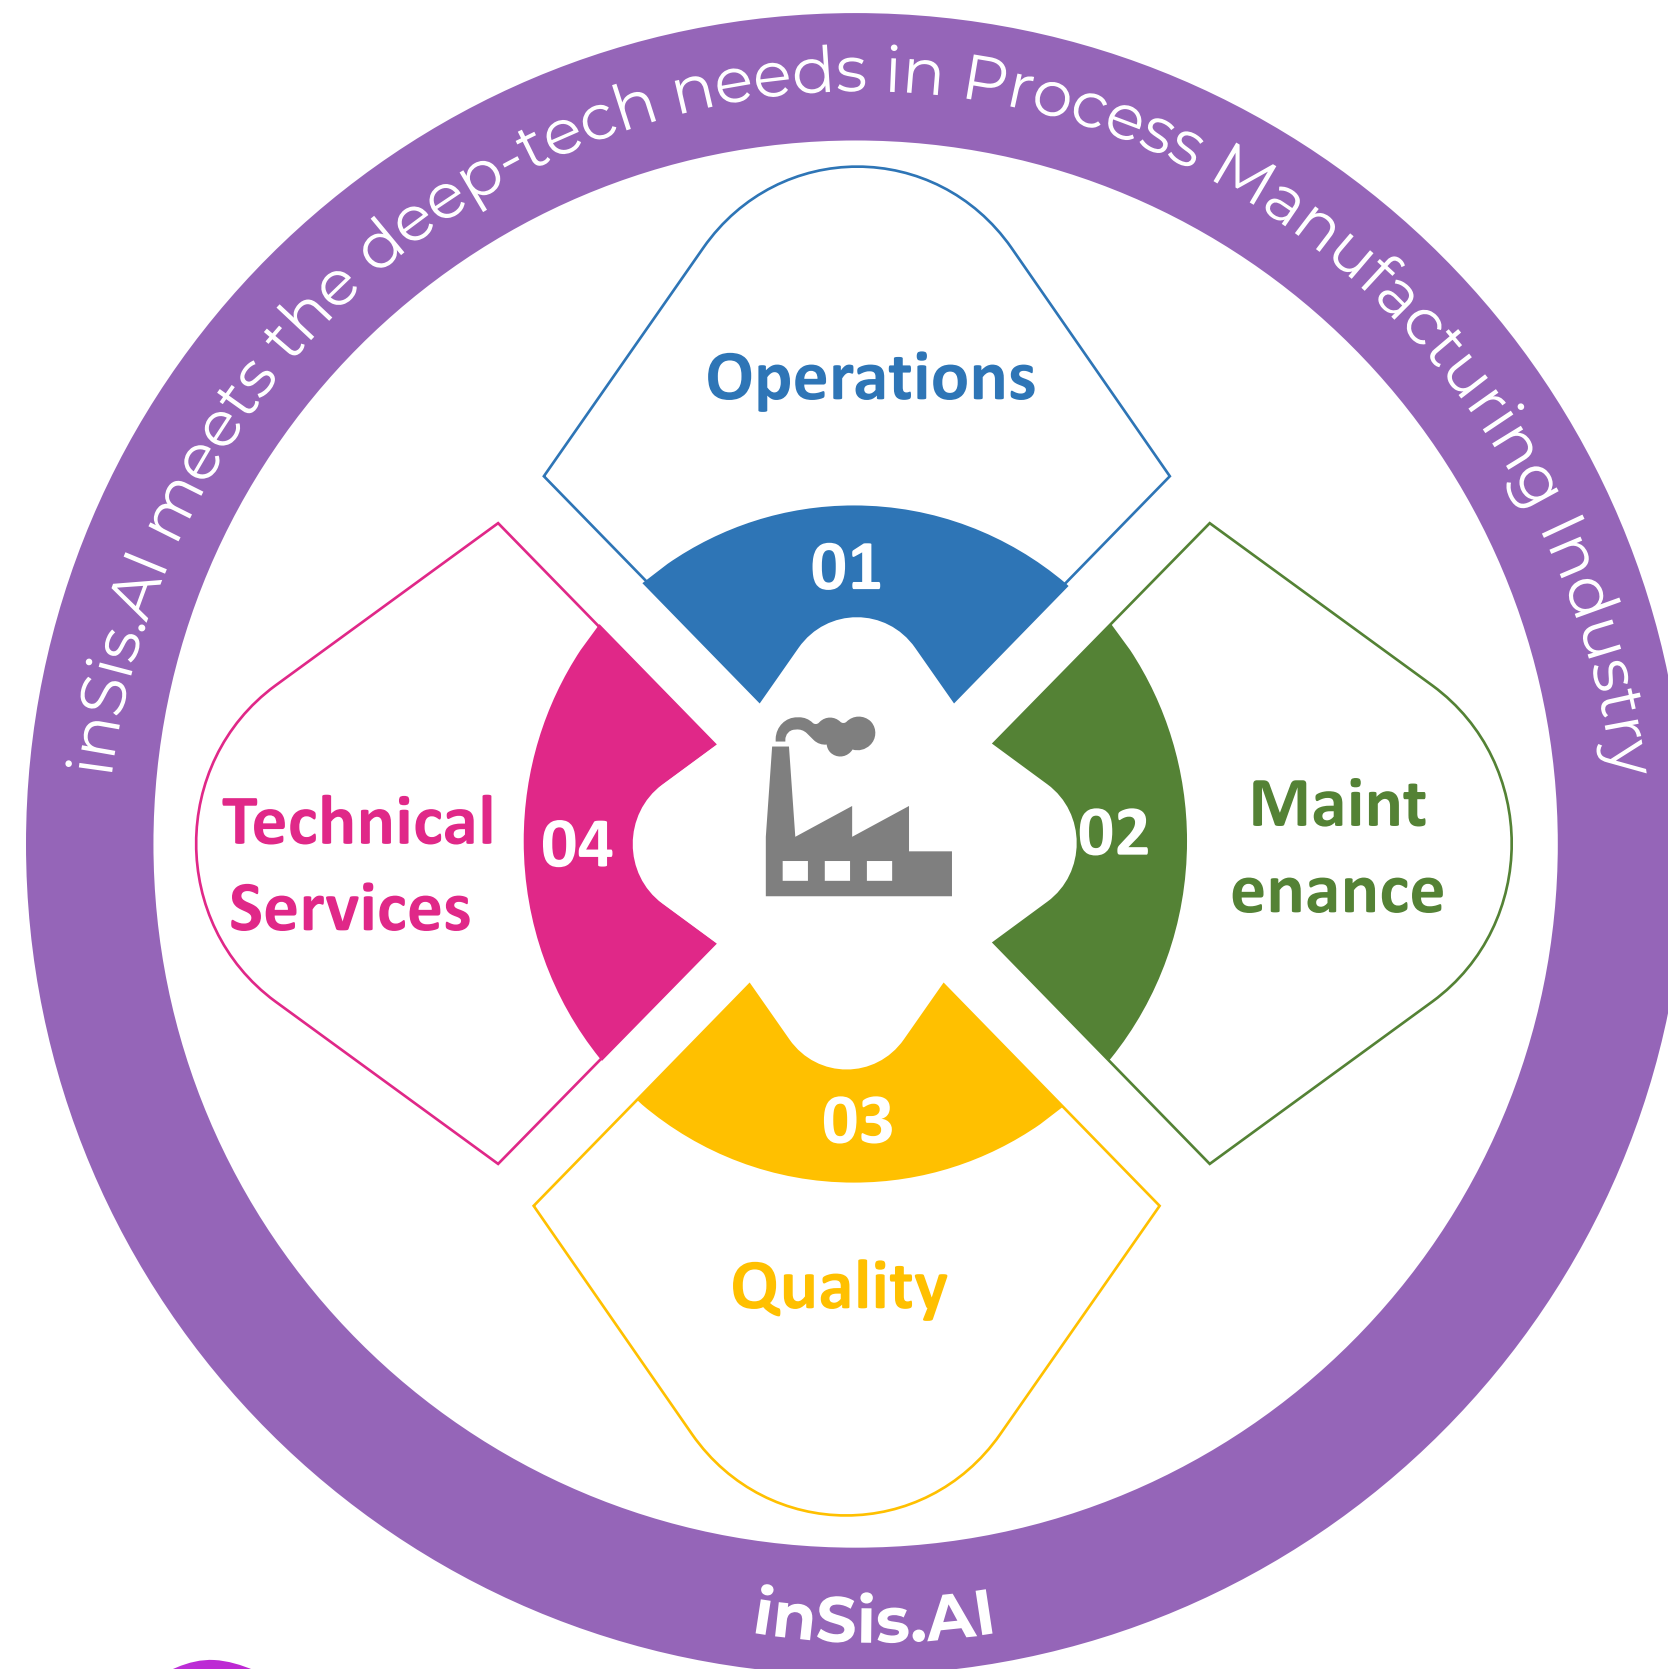 inSis.AI meets the deep-tech needs in Process Manufacturing Industry
Operations
01
02
Maint
enance
03
Quality
04
Technical
Services
inSis.AI